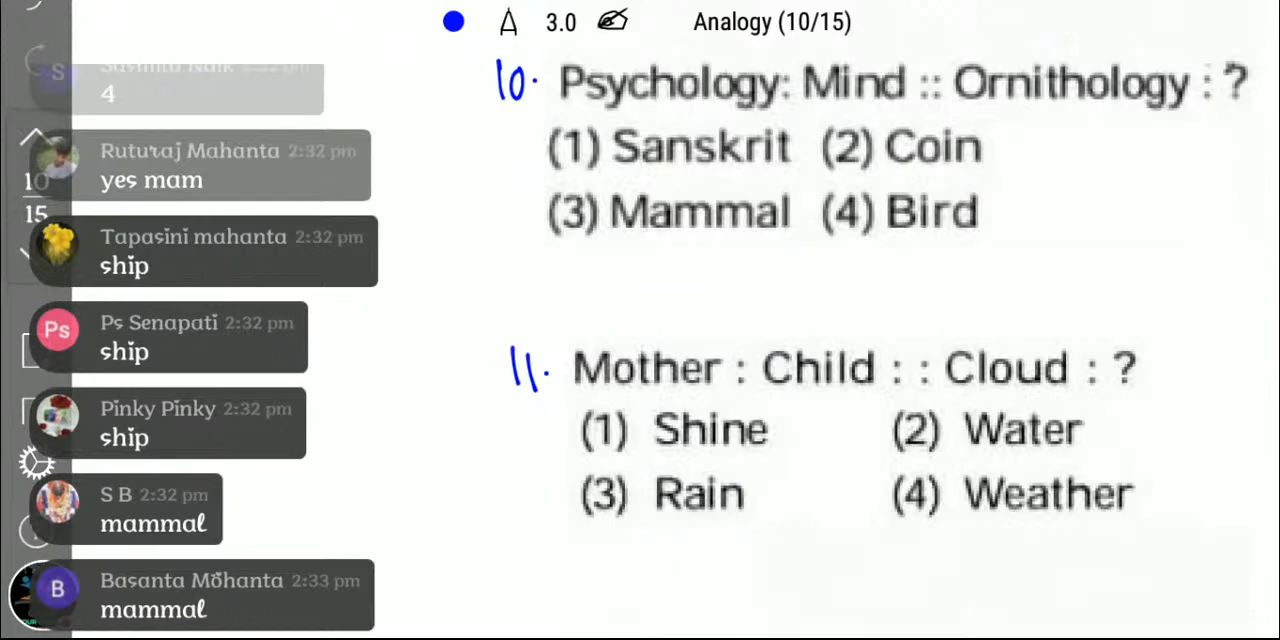 3.0
Analogy (10/15)
10. Psychology: Mind :: Ornithology : ?
(1) Sanskrit (2) Coin
(3) Mammal (4) Bird
11. Mother : Child : : Cloud : ?
(1) Shine (2) Water
(3) Rain (4) Weather
S
4
Ruturaj Mahanta 2:32 pm
yes mam
10
15
Tapasini mahanta 2:32 pm
ship
Ps
Ps Senapati 2:32 pm
ship
Pinky Pinky 2:32 pm
ship
S B 2:32 pm
mammal
B
Basanta Mohanta 2:33 pm
mammal